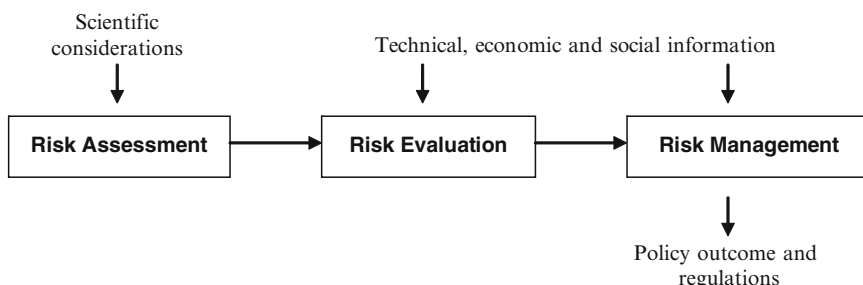 Scientific
considerations
Technical, economic and social information
Risk Assessment
Risk Evaluation
Risk Management
Policy outcome and
regulations